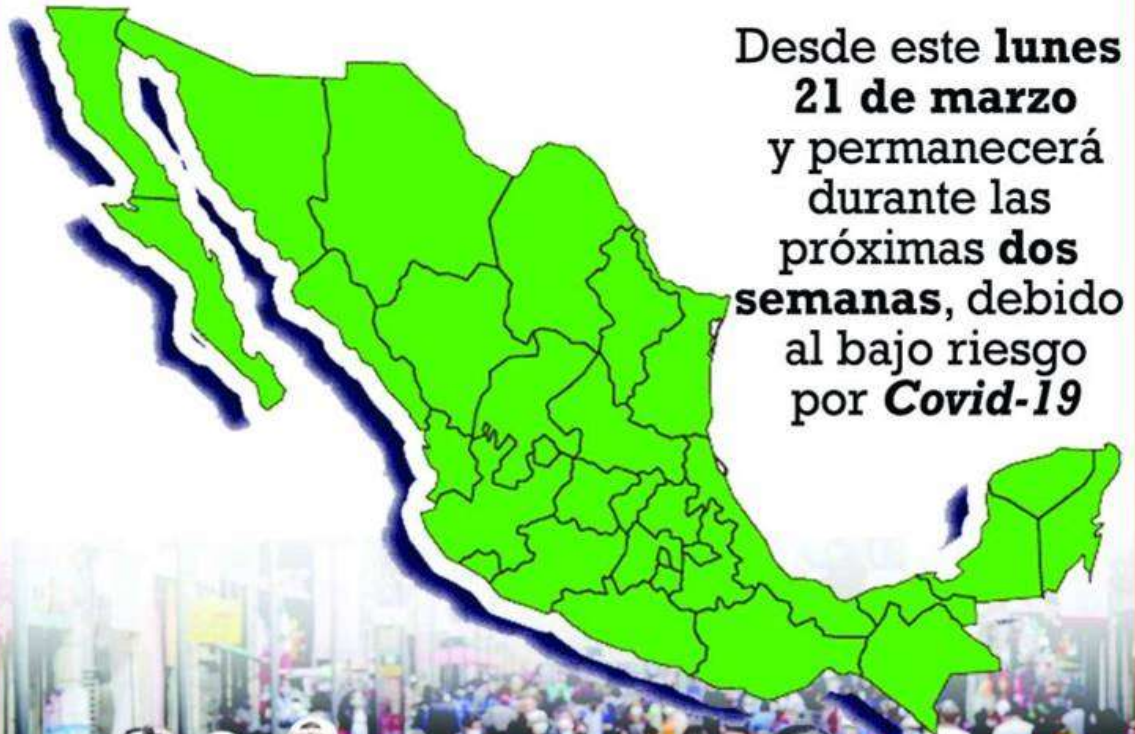 Desde este lunes
21 de marzo
y permanecerá
durante las
próximas dos
semanas, debido
al bajo riesgo
por Covid-19